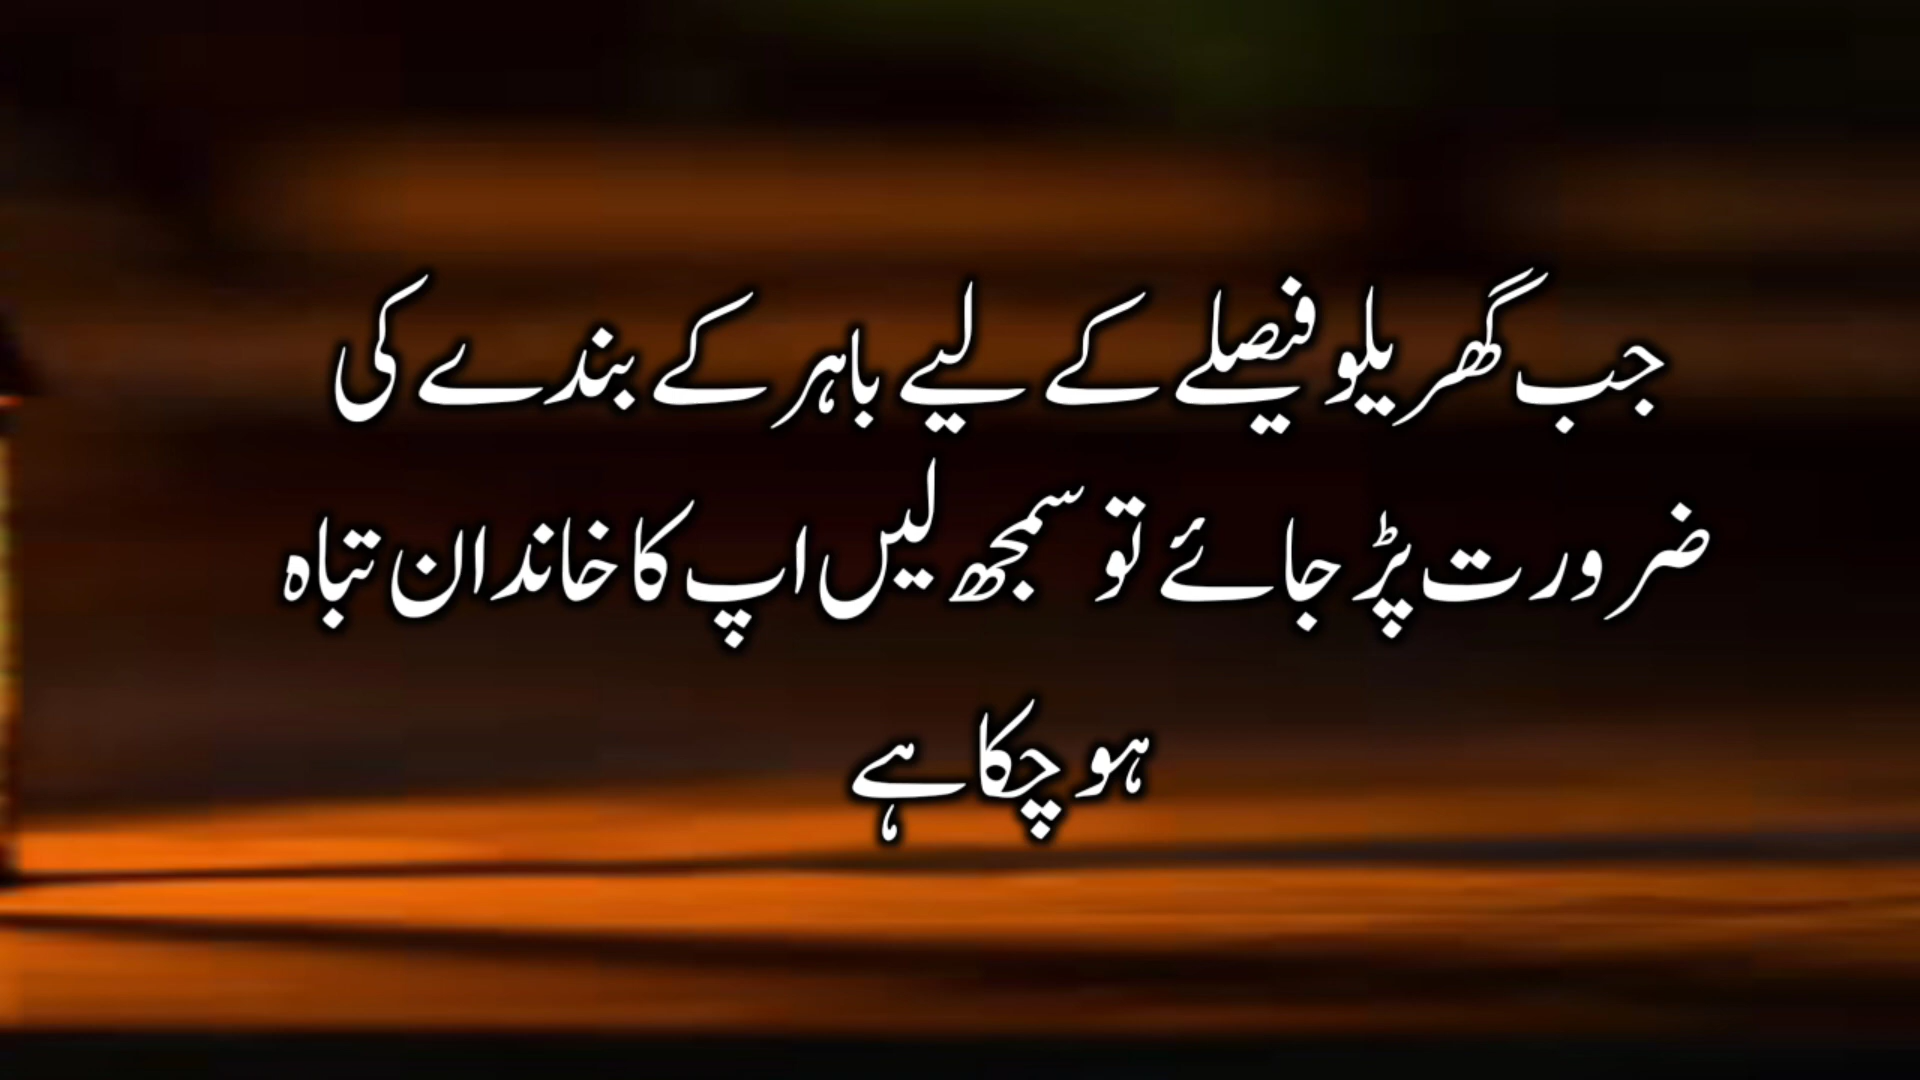 جب گھریلو فیصلے کے لیے باہر کے بندے کی
ضرورت پڑ جائے تو سمجھ لیں اپ کا خاندان تباہ
ہو چکا ہے